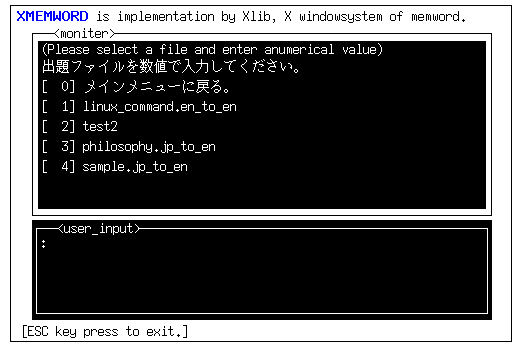 XMEMWORD is implementation by Xlib, X windowsystem of memword.
<moniter>
(Please select a file and enter anumerical value)
出題ファイルを数値で入力してください。
[  0] メインメニューに戻る。
[  1] linux_command.en_to_en
[  2] test2
[  3] philosophy.jp_to_en
[  4] sample.jp_to_en
<user_input>
:
[ESC key press to exit.]